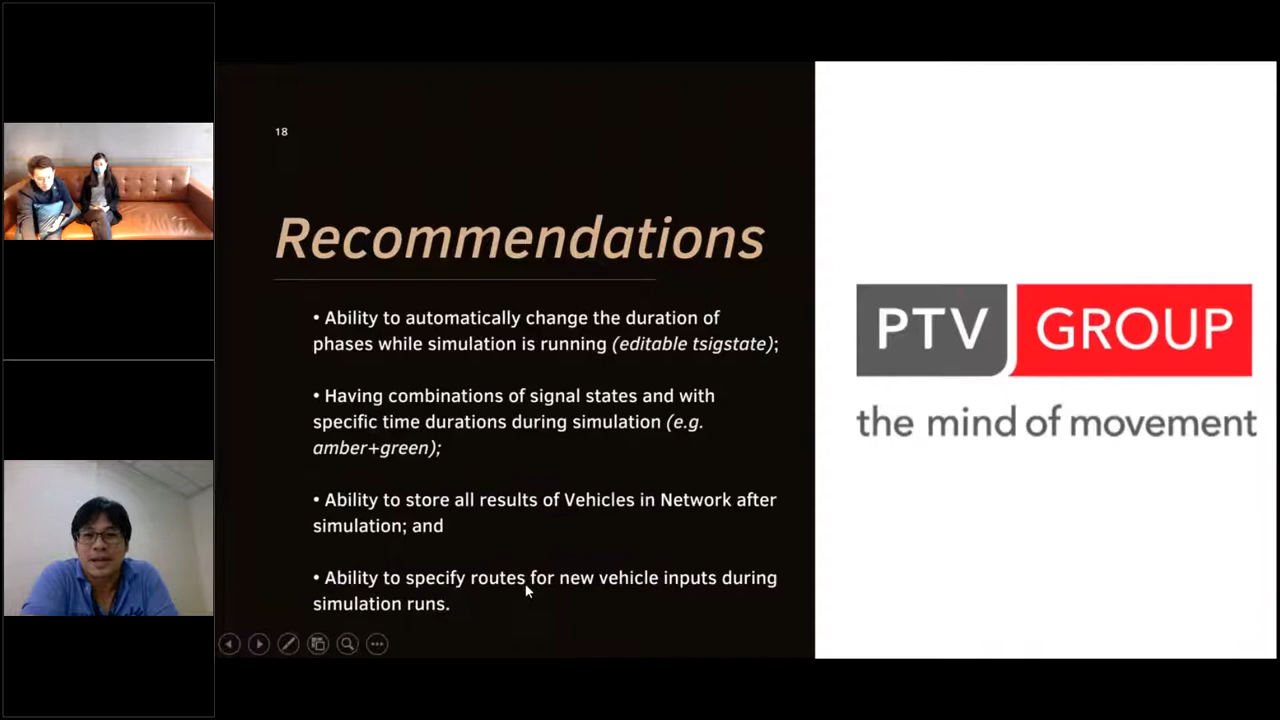 18
Recommendations
• Ability to automatically change the duration of
phases while simulation is running (editable tsigstate);
• Having combinations of signal states and with
specific time durations during simulation (e.g.
amber+green);
• Ability to store all results of Vehicles in Network after
simulation; and
• Ability to specify routes for new vehicle inputs during
simulation runs.
PTV GROUP
the mind of movement